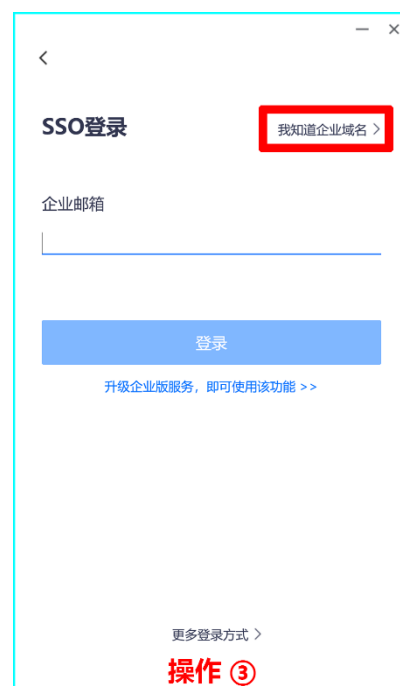 SSO登录
我知道企业域名 >
企业邮箱
登录
升级企业版服务，即可使用该功能 >>
更多登录方式 >
操作 ③